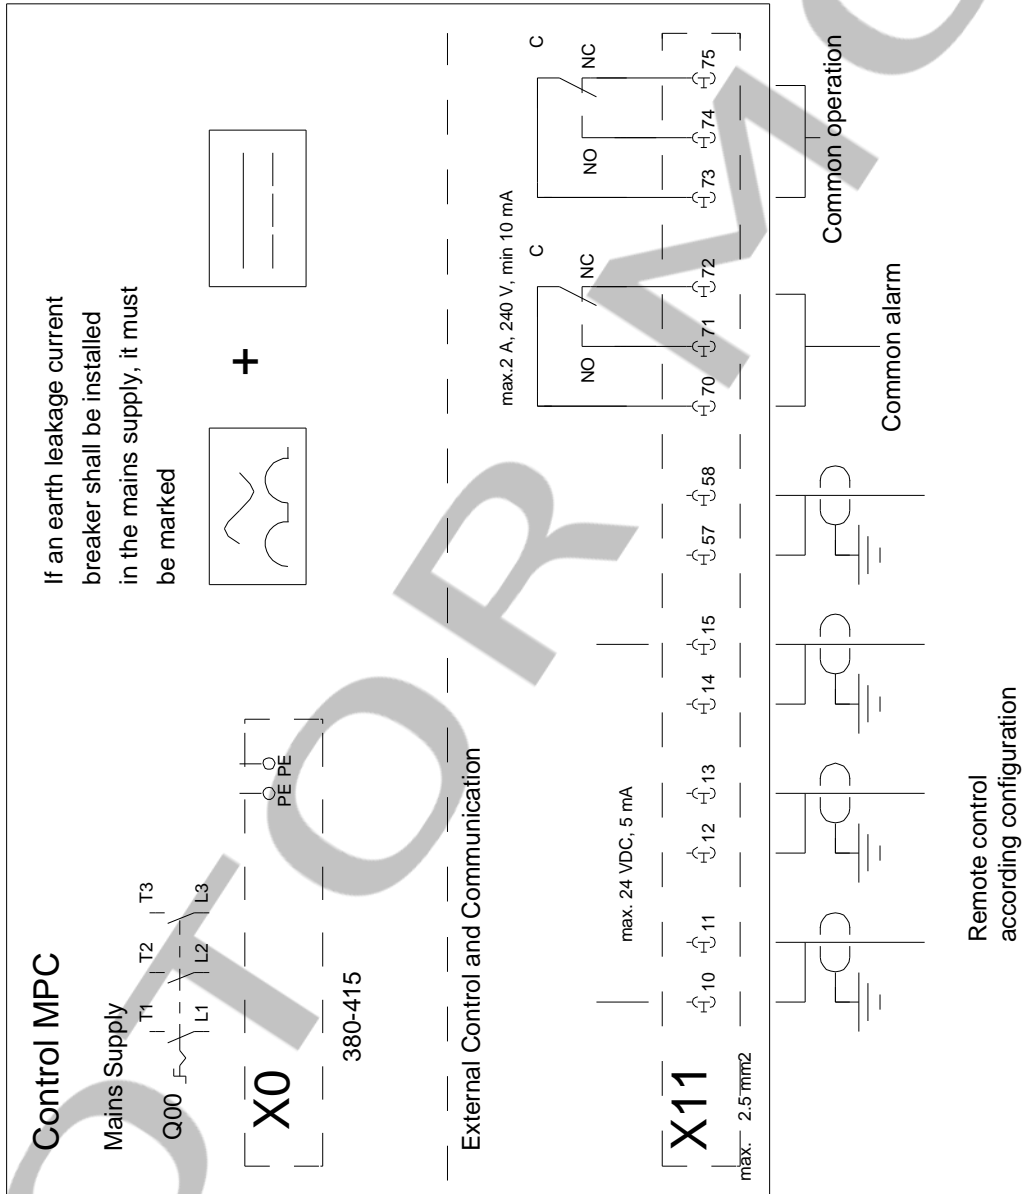 Control MPC
Mains Supply
Q00
T1 T2 T3
L1 L2 L3
X0
PE PE
380-415
If an earth leakage current
breaker shall be installed
in the mains supply, it must
be marked
+
External Control and Communication
max. 24 VDC, 5 mA
max.2 A, 240 V, min 10 mA
C
NO
NC
C
NO
NC
X11
10 11 12 13 14 15 57 58 70 71 72 73 74 75
max. 2.5 mm2
Common alarm
Common operation
Remote control
according configuration
OTOR MO